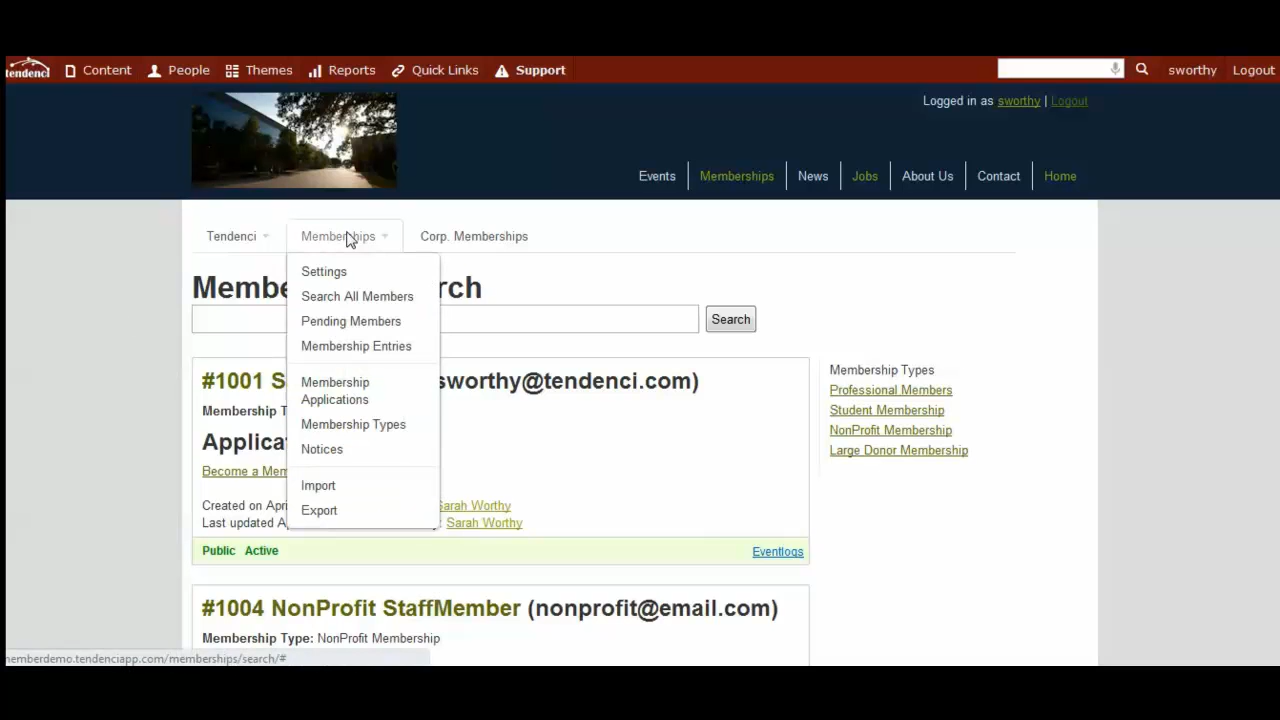 tendenci Content People Themes Reports Quick Links Support sworthy Logout
Logged in as sworthy | Logout
Events Memberships News Jobs About Us Contact Home
Tendenci Memberships Corp. Memberships
Settings
Search All Members
Pending Members
Membership Entries
Membership
Applications
Membership Types
Notices
Import
Export
Membe rch
Search
#1001 S sworthy@tendenci.com)
Membership T
Applica
Become a Mem
Created on Apri Sarah Worthy
Last updated A : Sarah Worthy
Public Active Eventlogs
Membership Types
Professional Members
Student Membership
NonProfit Membership
Large Donor Membership
#1004 NonProfit StaffMember (nonprofit@email.com)
Membership Type: NonProfit Membership
memberdemo.tendenciapp.com/memberships/search/#